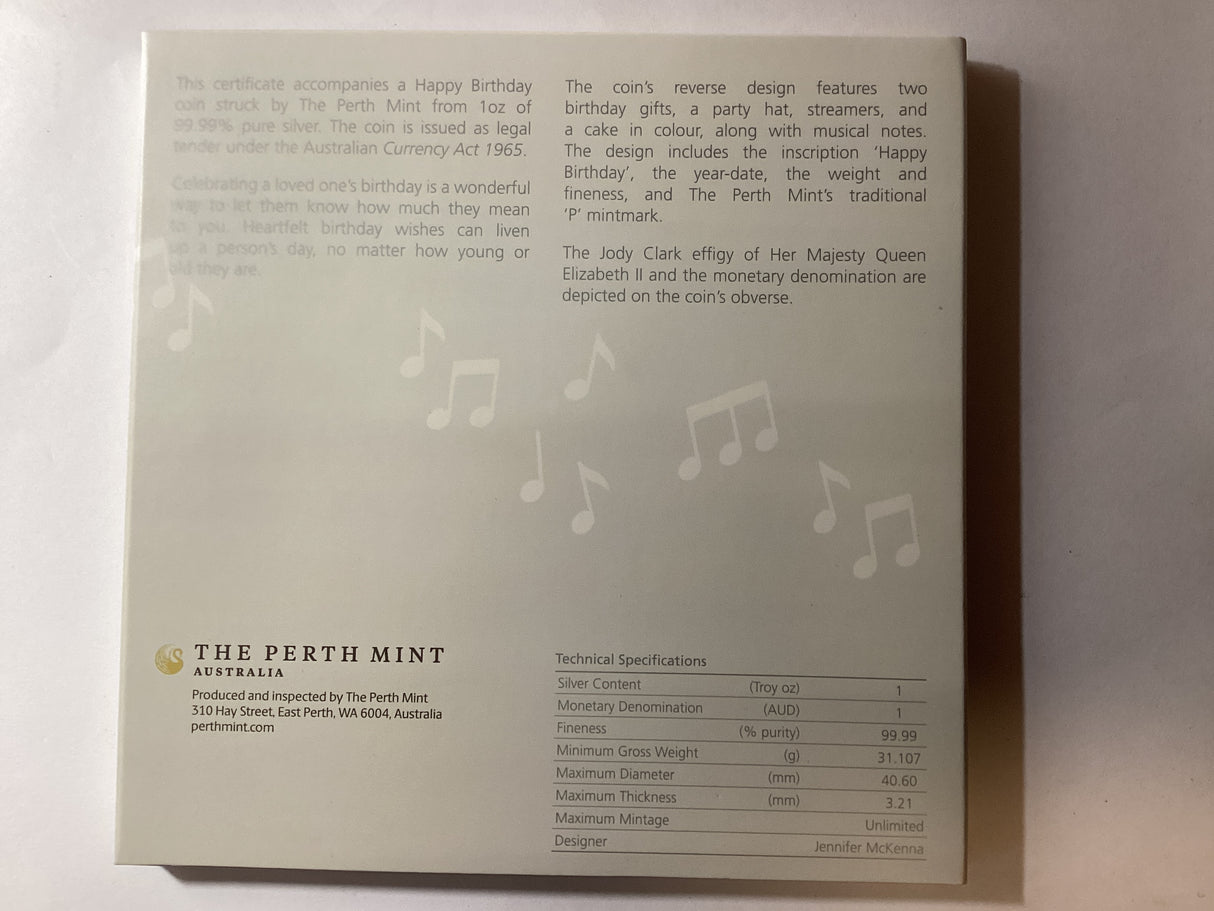 This certificate accompanies a Happy Birthday
coin struck by The Perth Mint from 1oz of
99.99% pure silver. The coin is issued as legal
tender under the Australian Currency Act 1965.
Celebrating a loved one's birthday is a wonderful
way to let them know how much they mean
to you. Heartfelt birthday wishes can liven
up a person's day, no matter how young or
old they are.
The coin's reverse design features two
birthday gifts, a party hat, streamers, and
a cake in colour, along with musical notes.
The design includes the inscription 'Happy
Birthday', the year-date, the weight and
fineness, and The Perth Mint's traditional
'P' mintmark.
The Jody Clark effigy of Her Majesty Queen
Elizabeth II and the monetary denomination are
depicted on the coin's obverse.
THE PERTH MINT
AUSTRALIA
Produced and inspected by The Perth Mint
310 Hay Street, East Perth, WA 6004, Australia
perthmint.com
Technical Specifications
Silver Content (Troy oz) 1
Monetary Denomination (AUD) 1
Fineness (% purity) 99.99
Minimum Gross Weight (g) 31.107
Maximum Diameter (mm) 40.60
Maximum Thickness (mm) 3.21
Maximum Mintage Unlimited
Designer Jennifer McKenna